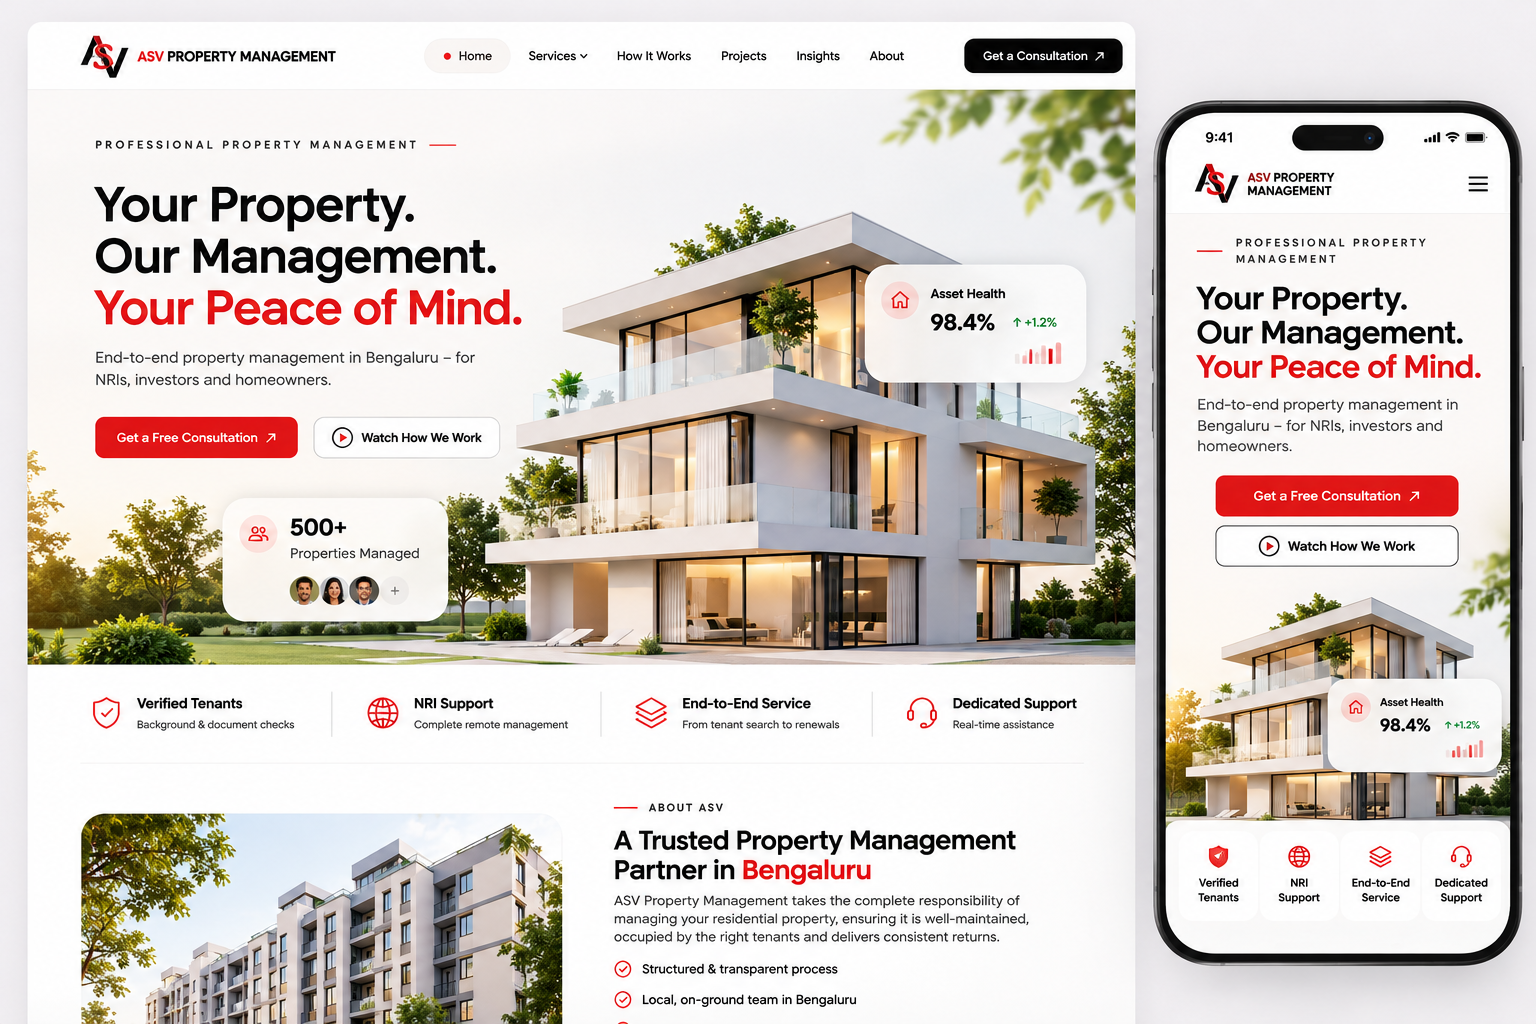 ASV
ASV PROPERTY MANAGEMENT
Home
Services
How It Works
Projects
Insights
About
Get a Consultation
PROFESSIONAL PROPERTY MANAGEMENT
Your Property.
Our Management.
Your Peace of Mind.
End-to-end property management in Bengaluru – for
NRIs, investors and homeowners.
Get a Free Consultation
Watch How We Work
500+
Properties Managed
+
Asset Health
98.4%
↑ +1.2%
Verified Tenants
Background & document checks
NRI Support
Complete remote management
End-to-End Service
From tenant search to renewals
Dedicated Support
Real-time assistance
ABOUT ASV
A Trusted Property Management
Partner in Bengaluru
ASV Property Management takes the complete responsibility of
managing your residential property, ensuring it is well-maintained,
occupied by the right tenants and delivers consistent returns.
Structured & transparent process
Local, on-ground team in Bengaluru
9:41
ASV
ASV PROPERTY
MANAGEMENT
PROFESSIONAL PROPERTY
MANAGEMENT
Your Property.
Our Management.
Your Peace of Mind.
End-to-end property management in
Bengaluru – for NRIs, investors and
homeowners.
Get a Free Consultation
Watch How We Work
Asset Health
98.4%
↑ +1.2%
Verified
Tenants
NRI
Support
End-to-End
Service
Dedicated
Support